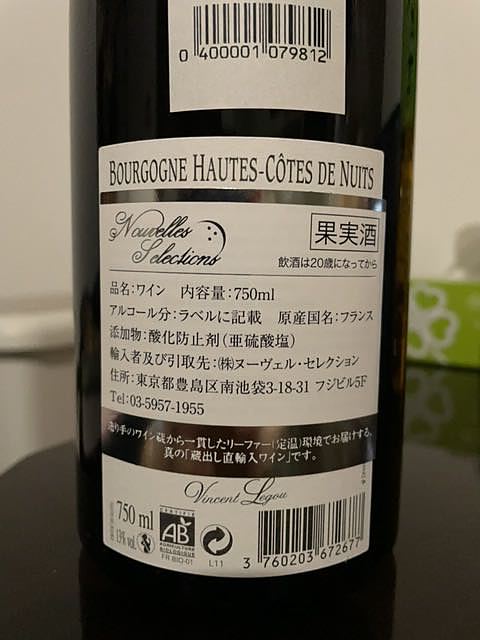 0 400001 079812
BOURGOGNE HAUTES-CÔTES DE NUITS
Nouvelles
Selections
果実酒
飲酒は20歳になってから
品名:ワイン 内容量:750ml
アルコール分:ラベルに記載 原産国名:フランス
添加物:酸化防止剤(亜硫酸塩)
輸入者及び引取先:㈱ヌーヴェル・セレクション
住所:東京都豊島区南池袋3-18-31 フジビル5F
Tel:03-5957-1955
造り手のワイン蔵から一貫したリーファー(定温)環境でお届けする、
真の「蔵出し直輸入ワイン」です。
Vincent Legou
750 ml
13% vol.
AB
AGRICULTURE
BIOLOGIQUE
FR BIO-01
L11
3 760203 672677